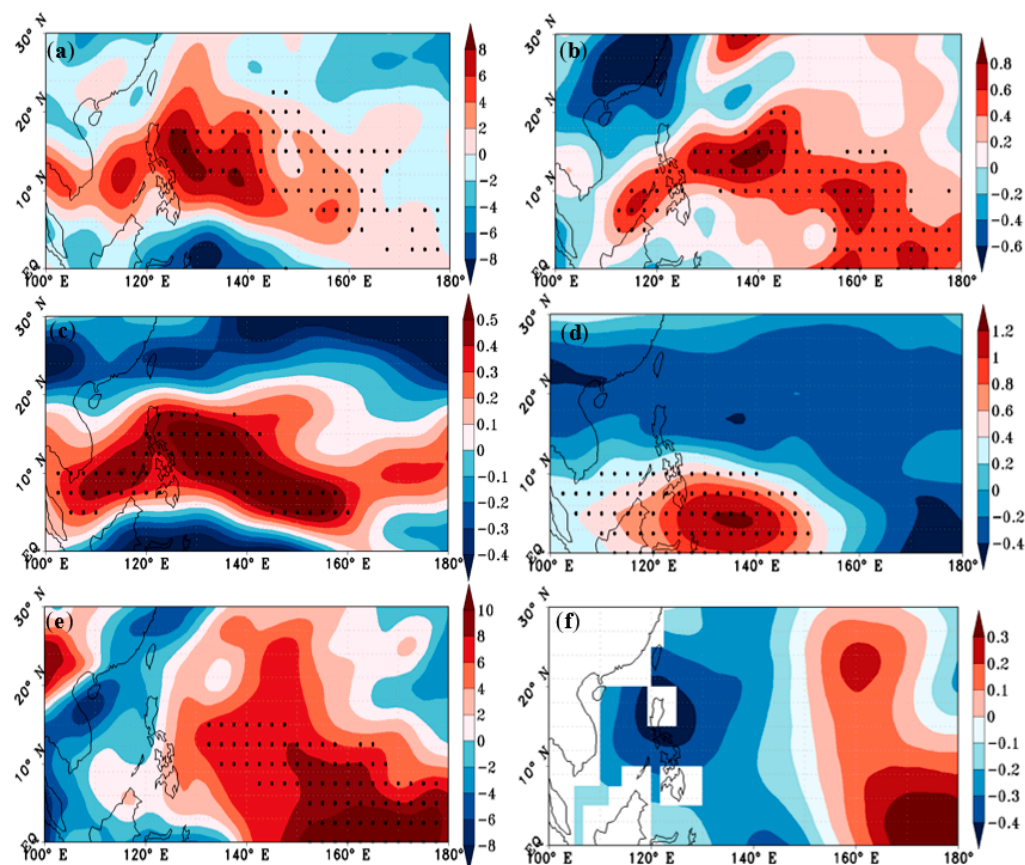 (a)
30° N
20° N
10° N
EQ
100° E
120° E
140° E
160° E
180°
8
6
4
2
0
−2
−4
−6
−8
(b)
30° N
20° N
10° N
EQ
100° E
120° E
140° E
160° E
180°
0.8
0.6
0.4
0.2
0
−0.2
−0.4
−0.6
(c)
30° N
20° N
10° N
EQ
100° E
120° E
140° E
160° E
180°
0.5
0.4
0.3
0.2
0.1
0
−0.1
−0.2
−0.3
−0.4
(d)
30° N
20° N
10° N
EQ
100° E
120° E
140° E
160° E
180°
1.2
1
0.8
0.6
0.4
0.2
0
−0.2
−0.4
(e)
30° N
20° N
10° N
EQ
100° E
120° E
140° E
160° E
180°
10
8
6
4
2
0
−2
−4
−6
−8
(f)
30° N
20° N
10° N
EQ
100° E
120° E
140° E
160° E
180°
0.3
0.2
0.1
0
−0.1
−0.2
−0.3
−0.4